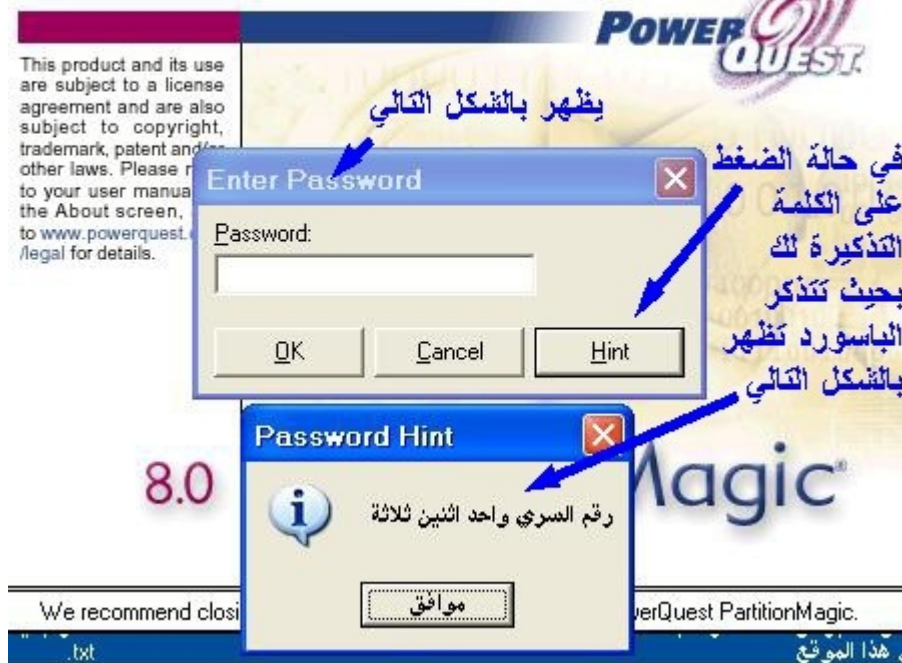 POWER
QUEST
This product and its use
are subject to a license
agreement and are also
subject to copyright,
trademark, patent and/or
other laws. Please
to your user manua
the About screen,
to www.powerquest.
/legal for details.
يظهر بالشكل التالي
Enter Password
Password:
OK
Cancel
Hint
في حالة الضغط
على الكلمة
التذكيرة لك
بحيث تتذكر
الباسورد تظهر
بالشكل التالي
Password Hint
رقم السري واحد اثنين ثلاثة
موافق
8.0
Magic
We recommend closi
erQuest PartitionMagic.
.txt
هذا الموقع